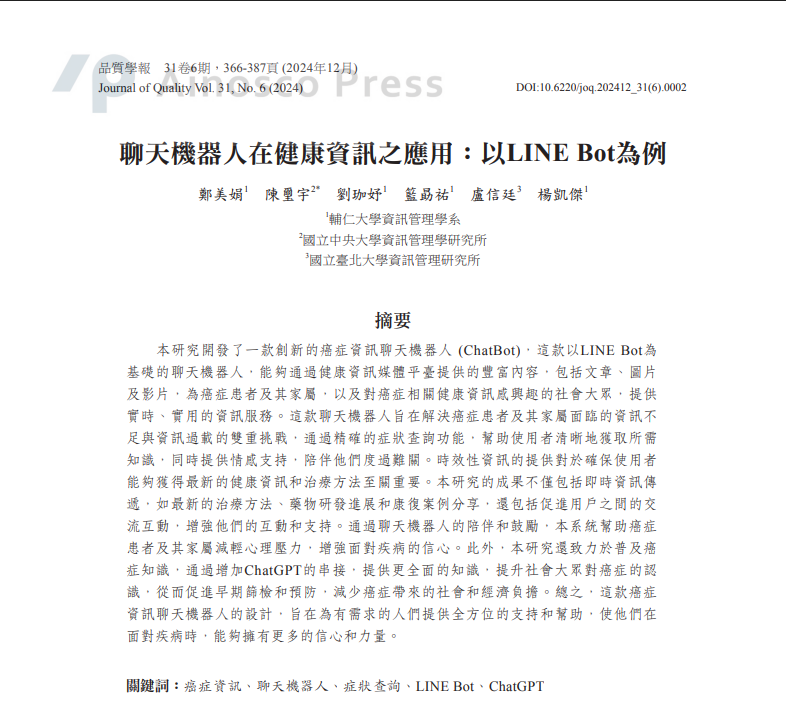 品質學報　31卷6期，366-387頁 (2024年12月)
Ainosco Press
Journal of Quality Vol. 31, No. 6 (2024)
DOI:10.6220/joq.202412_31(6).0002
聊天機器人在健康資訊之應用：以LINE Bot為例
鄭美娟1　陳璽宇2*　劉珈妤1　藍勗祐1　盧信廷3　楊凱傑1
1輔仁大學資訊管理學系
2國立中央大學資訊管理學研究所
3國立臺北大學資訊管理研究所
摘要
本研究開發了一款創新的癌症資訊聊天機器人 (ChatBot)，這款以LINE Bot為
基礎的聊天機器人，能夠通過健康資訊媒體平臺提供的豐富內容，包括文章、圖片
及影片，為癌症患者及其家屬，以及對癌症相關健康資訊感興趣的社會大眾，提供
實時、實用的資訊服務。這款聊天機器人旨在解決癌症患者及其家屬面臨的資訊不
足與資訊過載的雙重挑戰，通過精確的症狀查詢功能，幫助使用者清晰地獲取所需
知識，同時提供情感支持，陪伴他們度過難關。時效性資訊的提供對於確保使用者
能夠獲得最新的健康資訊和治療方法至關重要。本研究的成果不僅包括即時資訊傳
遞，如最新的治療方法、藥物研發進展和康復案例分享，還包括促進用戶之間的交
流互動，增強他們的互動和支持。通過聊天機器人的陪伴和鼓勵，本系統幫助癌症
患者及其家屬減輕心理壓力，增強面對疾病的信心。此外，本研究還致力於普及癌
症知識，通過增加ChatGPT的串接，提供更全面的知識，提升社會大眾對癌症的認
識，從而促進早期篩檢和預防，減少癌症帶來的社會和經濟負擔。總之，這款癌症
資訊聊天機器人的設計，旨在為有需求的人們提供全方位的支持和幫助，使他們在
面對疾病時，能夠擁有更多的信心和力量。
關鍵詞：癌症資訊、聊天機器人、症狀查詢、LINE Bot、ChatGPT